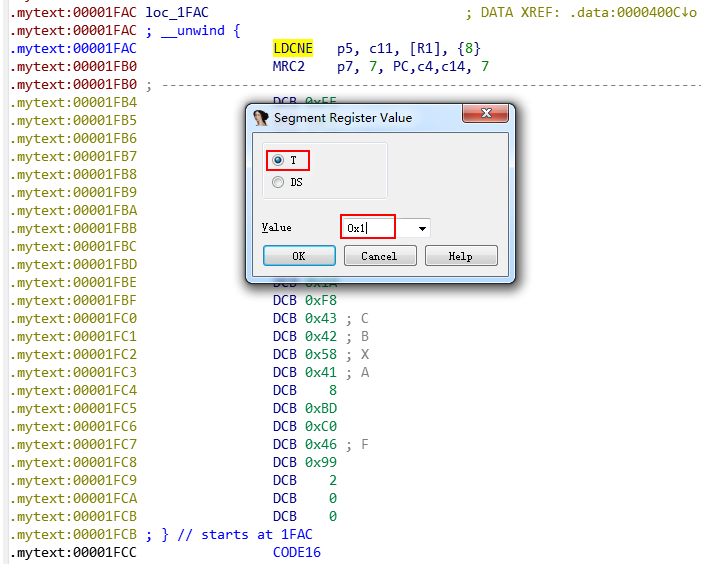 .mytext:00001FAC loc_1FAC ; DATA XREF: .data:0000400C↓o
.mytext:00001FAC ; __unwind {
.mytext:00001FAC LDCNE p5, c11, [R1], {8}
.mytext:00001FB0 MRC2 p7, 7, PC,c4,c14, 7
.mytext:00001FB0 ; ---------------------------------------------------------------------------
.mytext:00001FB4
.mytext:00001FB5
.mytext:00001FB6
.mytext:00001FB7
.mytext:00001FB8
.mytext:00001FB9
.mytext:00001FBA
.mytext:00001FBB
.mytext:00001FBC
.mytext:00001FBD
.mytext:00001FBE DCB 0x1A
.mytext:00001FBF DCB 0xF8
.mytext:00001FC0 DCB 0x43 ; C
.mytext:00001FC1 DCB 0x42 ; B
.mytext:00001FC2 DCB 0x58 ; X
.mytext:00001FC3 DCB 0x41 ; A
.mytext:00001FC4 DCB 8
.mytext:00001FC5 DCB 0xBD
.mytext:00001FC6 DCB 0xC0
.mytext:00001FC7 DCB 0x46 ; F
.mytext:00001FC8 DCB 0x99
.mytext:00001FC9 DCB 2
.mytext:00001FCA DCB 0
.mytext:00001FCB DCB 0
.mytext:00001FCB ; } // starts at 1FAC
.mytext:00001FCC CODE16
Segment Register Value
T
DS
Value 0x1
OK Cancel Help